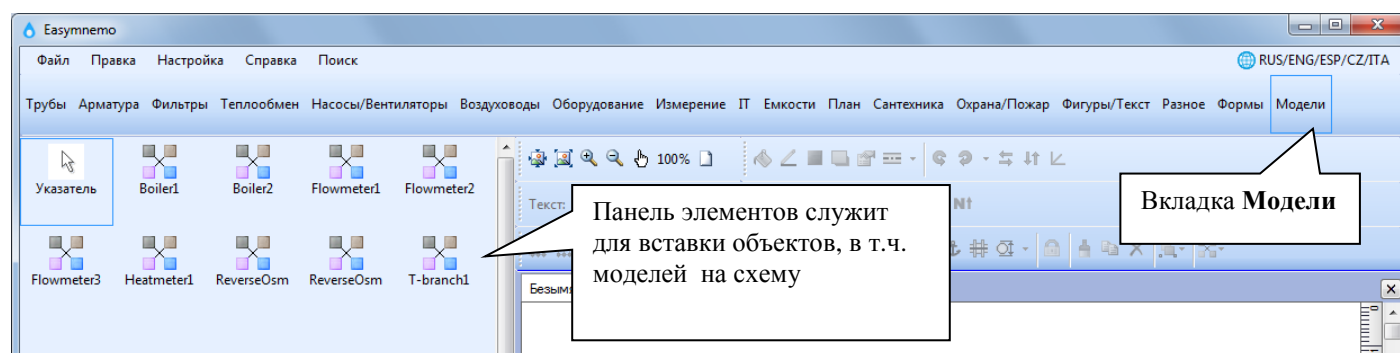 Easymnemo
Файл Правка Настройка Справка Поиск RUS/ENG/ESP/CZ/ITA
Трубы Арматура Фильтры Теплообмен Насосы/Вентиляторы Воздуховоды Оборудование Измерение IT Емкости План Сантехника Охрана/Пожар Фигуры/Текст Разное Формы Модели
100%
Указатель Boiler1 Boiler2 Flowmeter1 Flowmeter2
Текст:
Flowmeter3 Heatmeter1 ReverseOsm ReverseOsm T-branch1
Панель элементов служит
для вставки объектов, в т.ч.
моделей на схему
Вкладка Модели